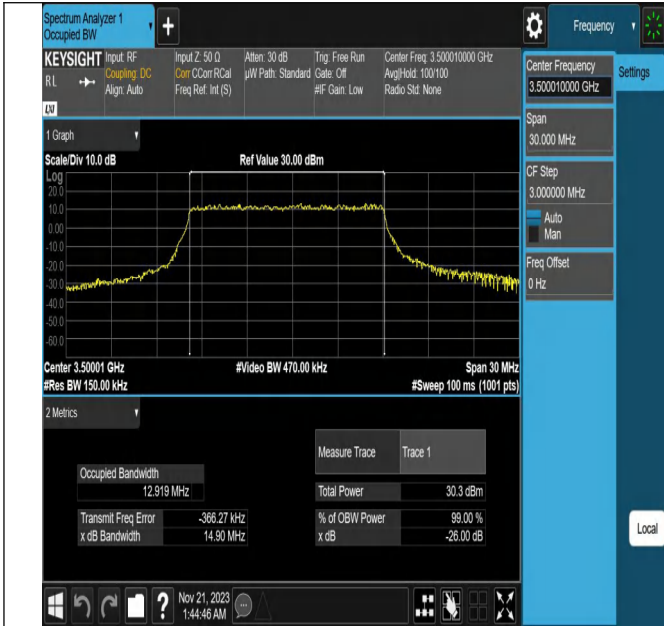 Spectrum Analyzer 1
Occupied BW
Frequency
KEYSIGHT
R L
LXI
Input: RF
Coupling: DC
Align: Auto
Input Z: 50 Ω
Corr CCorr RCal
Freq Ref: Int (S)
Atten: 30 dB
µW Path: Standard
Trig: Free Run
Gate: Off
#IF Gain: Low
Center Freq: 3.500010000 GHz
Avg|Hold: 100/100
Radio Std: None
Center Frequency
3.500010000 GHz
Settings
Span
30.000 MHz
CF Step
3.000000 MHz
Auto
Man
Freq Offset
0 Hz
Local
1 Graph
Scale/Div 10.0 dB
Ref Value 30.00 dBm
Log
20.0
10.0
0.00
-10.0
-20.0
-30.0
-40.0
-50.0
-60.0
Center 3.50001 GHz
#Video BW 470.00 kHz
Span 30 MHz
#Res BW 150.00 kHz
#Sweep 100 ms (1001 pts)
2 Metrics
Measure Trace
Trace 1
Occupied Bandwidth
12.919 MHz
Total Power
30.3 dBm
Transmit Freq Error
-366.27 kHz
% of OBW Power
99.00 %
x dB Bandwidth
14.90 MHz
x dB
-26.00 dB
?
Nov 21, 2023
1:44:46 AM